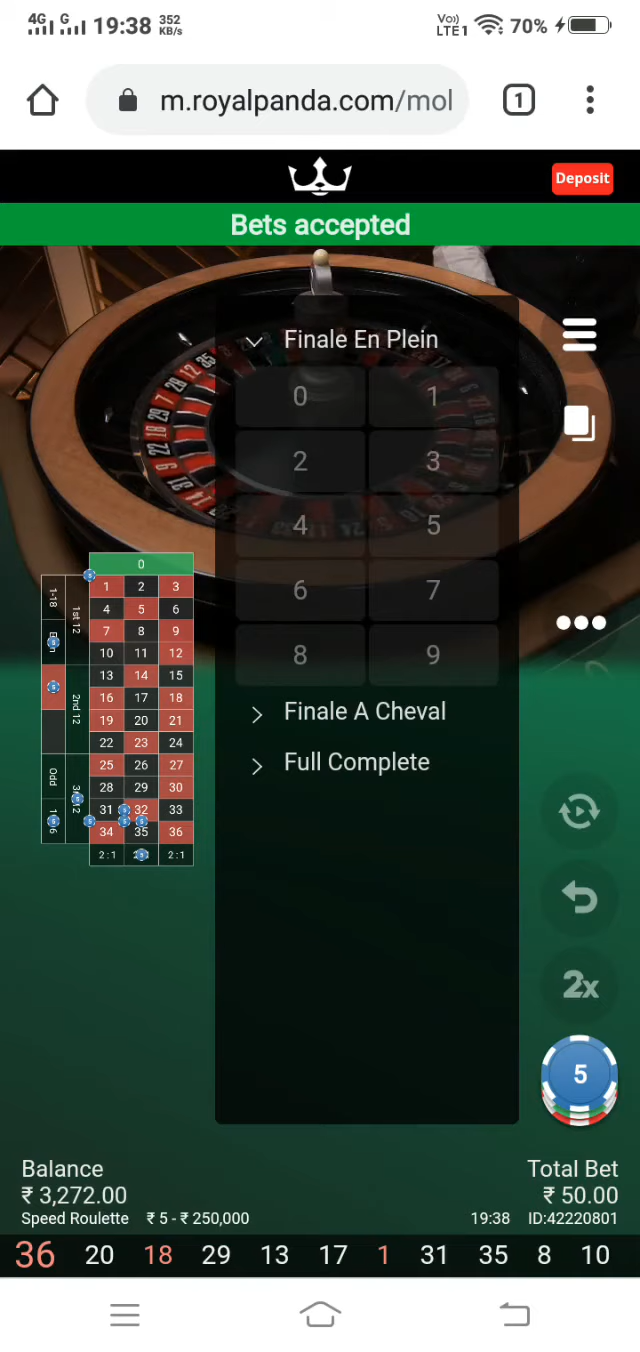 4G G 19:38 352 KB/s Vo)) LTE1 70%
m.royalpanda.com/mol 1
Deposit
Bets accepted
Finale En Plein
0 1
2 3
4 5
6 7
8 9
Finale A Cheval
Full Complete
0
1 2 3
4 5 6
7 8 9
10 11 12
13 14 15
16 17 18
19 20 21
22 23 24
25 26 27
28 29 30
31 32 33
34 35 36
2:1 2:1
1-18
1st 12
2nd 12
Odd
2x
5
Balance
₹ 3,272.00
Total Bet
₹ 50.00
Speed Roulette ₹ 5 - ₹ 250,000 19:38 ID:42220801
36 20 18 29 13 17 1 31 35 8 10